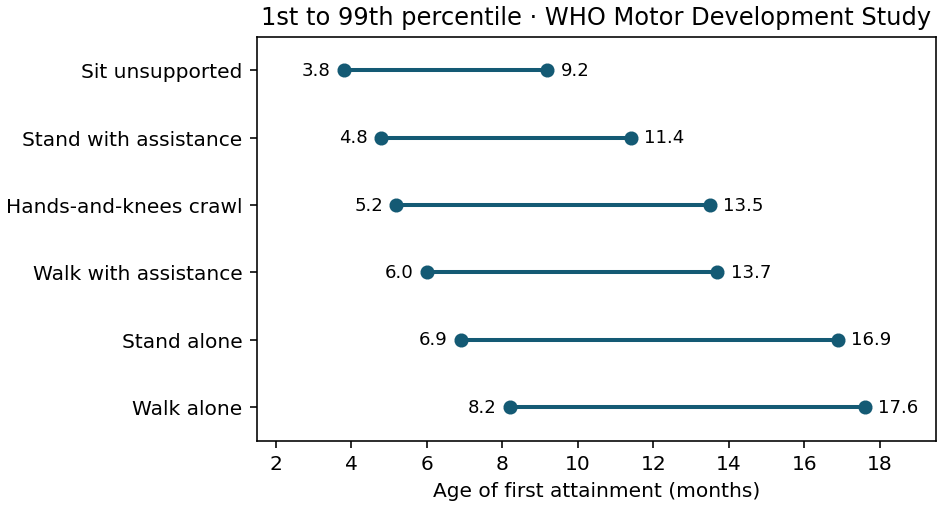 1st to 99th percentile · WHO Motor Development Study
Sit unsupported 3.8 9.2
Stand with assistance 4.8 11.4
Hands-and-knees crawl 5.2 13.5
Walk with assistance 6.0 13.7
Stand alone 6.9 16.9
Walk alone 8.2 17.6
2 4 6 8 10 12 14 16 18
Age of first attainment (months)